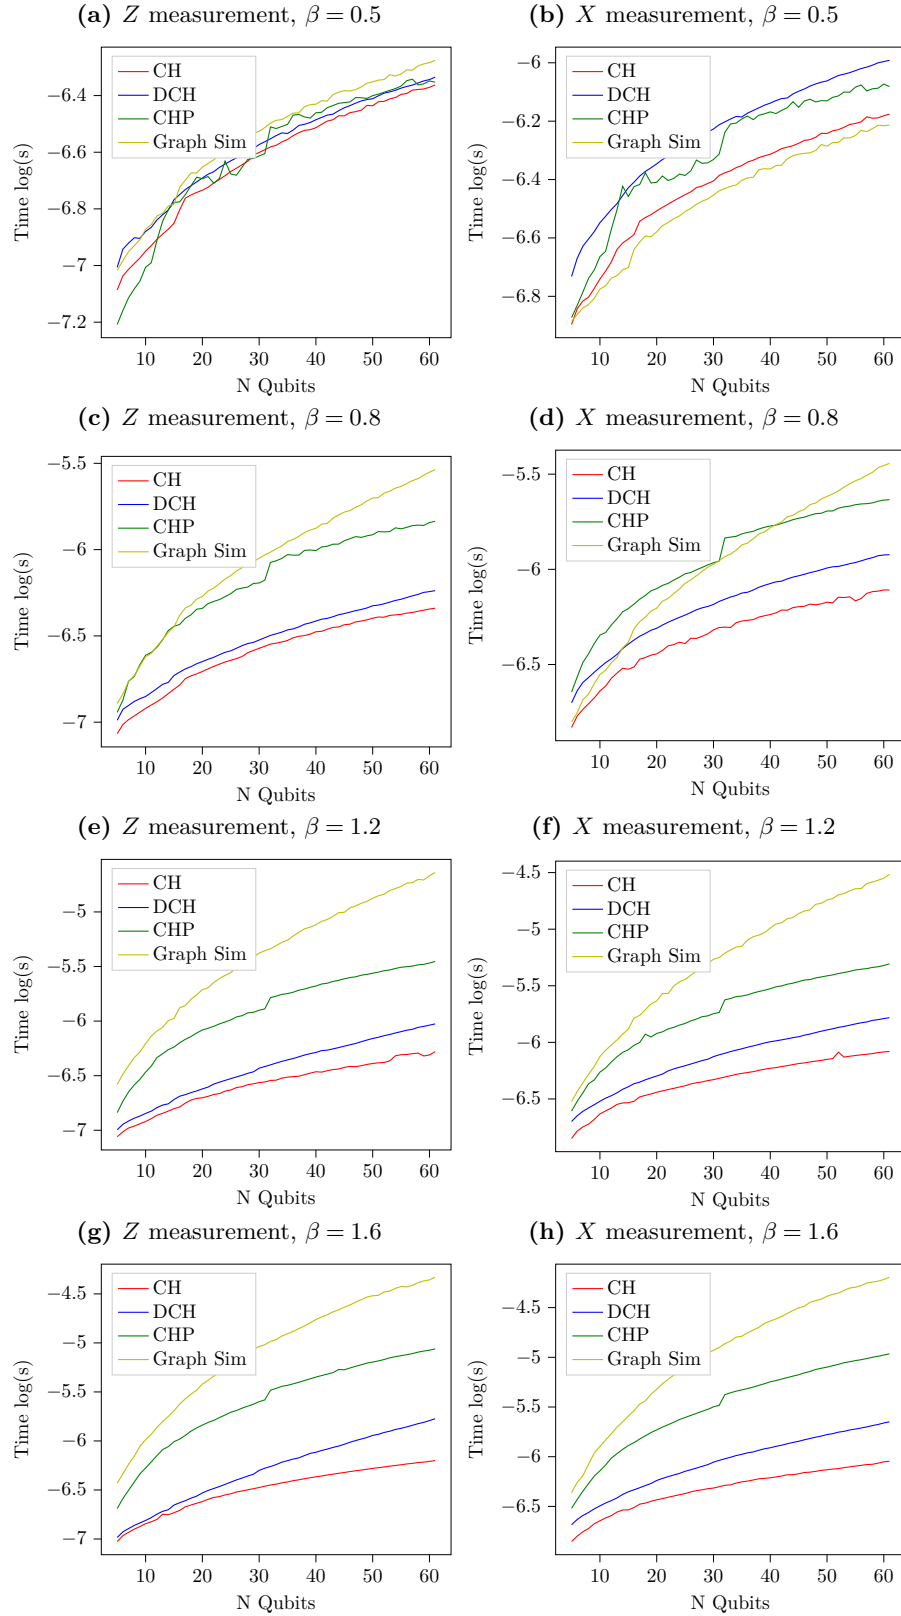 (a) Z measurement, β = 0.5
CH
DCH
CHP
Graph Sim
−6.4
−6.6
−6.8
−7
−7.2
Time log(s)
10 20 30 40 50 60
N Qubits
(b) X measurement, β = 0.5
CH
DCH
CHP
Graph Sim
−6
−6.2
−6.4
−6.6
−6.8
Time log(s)
10 20 30 40 50 60
N Qubits
(c) Z measurement, β = 0.8
CH
DCH
CHP
Graph Sim
−5.5
−6
−6.5
−7
Time log(s)
10 20 30 40 50 60
N Qubits
(d) X measurement, β = 0.8
CH
DCH
CHP
Graph Sim
−5.5
−6
−6.5
Time log(s)
10 20 30 40 50 60
N Qubits
(e) Z measurement, β = 1.2
CH
DCH
CHP
Graph Sim
−5
−5.5
−6
−6.5
−7
Time log(s)
10 20 30 40 50 60
N Qubits
(f) X measurement, β = 1.2
CH
DCH
CHP
Graph Sim
−4.5
−5
−5.5
−6
−6.5
Time log(s)
10 20 30 40 50 60
N Qubits
(g) Z measurement, β = 1.6
CH
DCH
CHP
Graph Sim
−4.5
−5
−5.5
−6
−6.5
−7
Time log(s)
10 20 30 40 50 60
N Qubits
(h) X measurement, β = 1.6
CH
DCH
CHP
Graph Sim
−4.5
−5
−5.5
−6
−6.5
Time log(s)
10 20 30 40 50 60
N Qubits